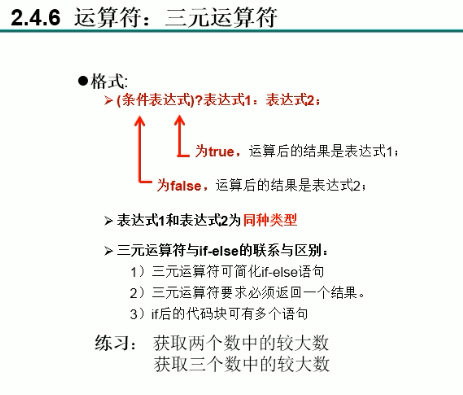 2.4.6 运算符：三元运算符
●格式:
➢(条件表达式)?表达式1：表达式2；
为true，运算后的结果是表达式1；
为false，运算后的结果是表达式2；
➢表达式1和表达式2为同种类型
➢三元运算符与if-else的联系与区别：
1）三元运算符可简化if-else语句
2）三元运算符要求必须返回一个结果。
3）if后的代码块可有多个语句
练习： 获取两个数中的较大数
获取三个数中的较大数